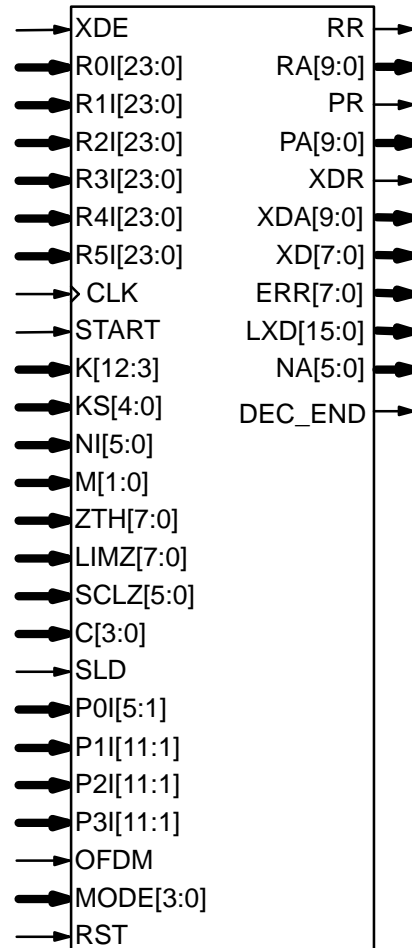 XDE
R0I[23:0]
R1I[23:0]
R2I[23:0]
R3I[23:0]
R4I[23:0]
R5I[23:0]
CLK
START
K[12:3]
KS[4:0]
NI[5:0]
M[1:0]
ZTH[7:0]
LIMZ[7:0]
SCLZ[5:0]
C[3:0]
SLD
P0I[5:1]
P1I[11:1]
P2I[11:1]
P3I[11:1]
OFDM
MODE[3:0]
RST
RR
RA[9:0]
PR
PA[9:0]
XDR
XDA[9:0]
XD[7:0]
ERR[7:0]
LXD[15:0]
NA[5:0]
DEC_END